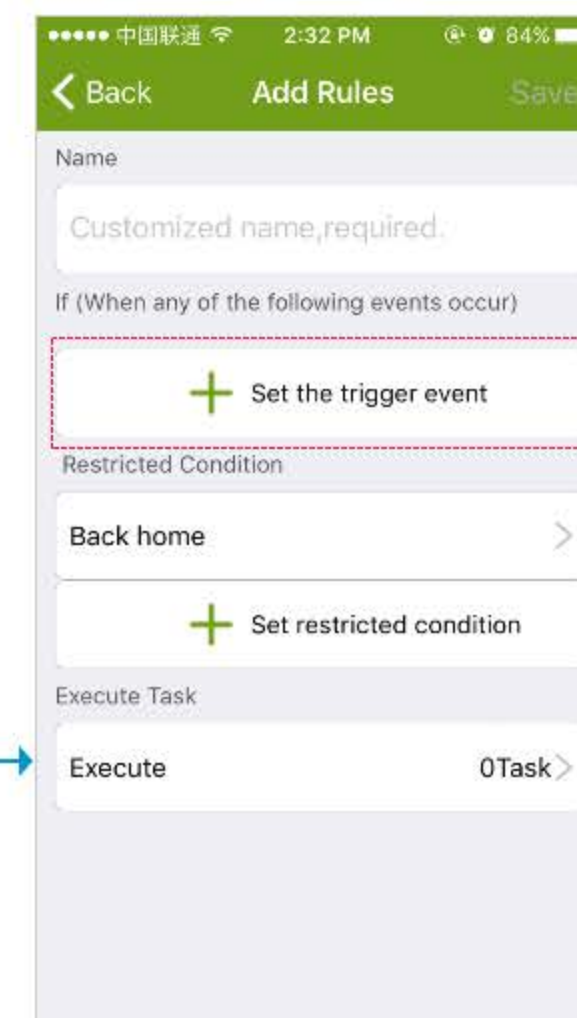 中国联通 2:32 PM 84%
Back Add Rules Save
Name
Customized name,required.
If (When any of the following events occur)
Set the trigger event
Restricted Condition
Back home
Set restricted condition
Execute Task
Execute 0Task